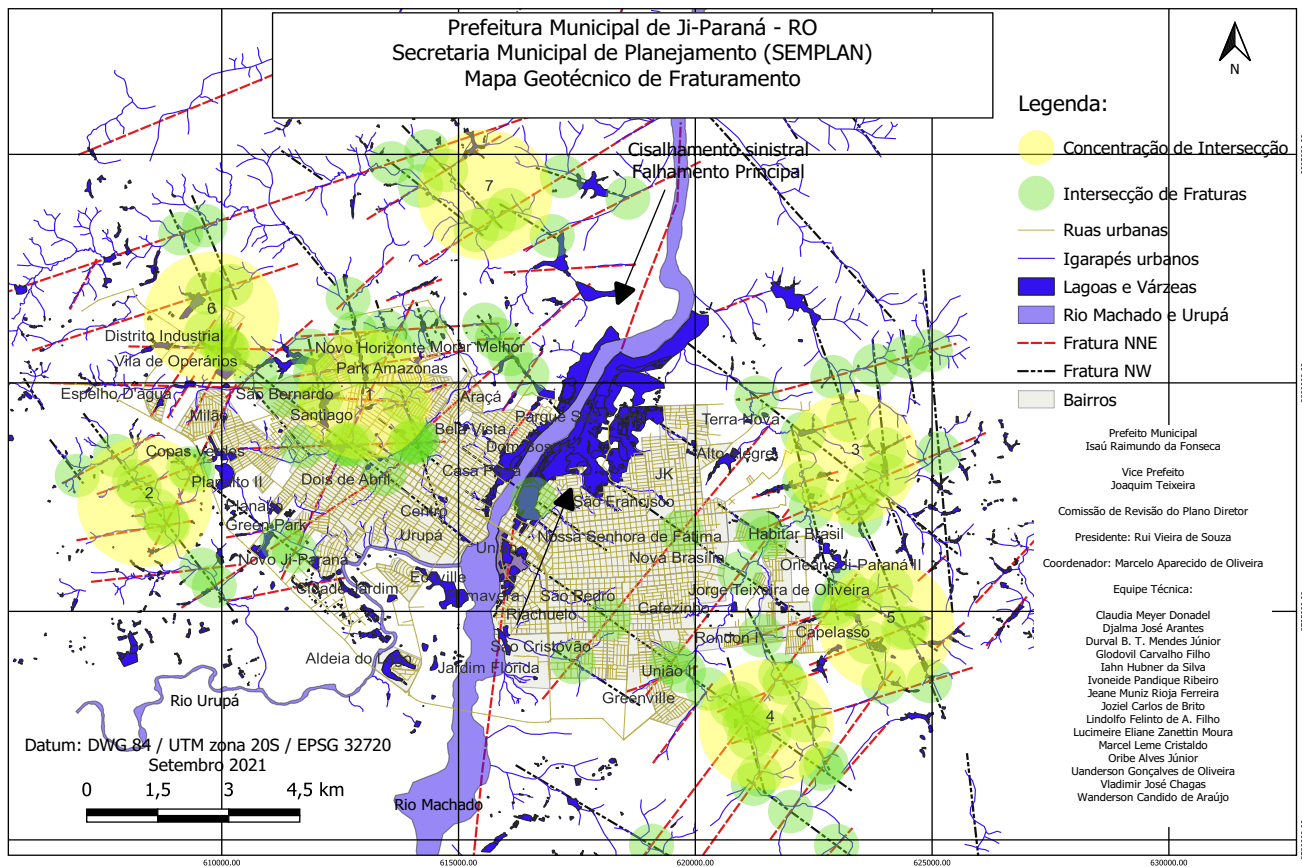 Prefeitura Municipal de Ji-Paraná - RO
Secretaria Municipal de Planejamento (SEMPLAN)
Mapa Geotécnico de Fraturamento
N
Legenda:
Concentração de Intersecção
Intersecção de Fraturas
Ruas urbanas
Igarapés urbanos
Lagoas e Várzeas
Rio Machado e Urupá
Fratura NNE
Fratura NW
Bairros
Prefeito Municipal
Isaú Raimundo da Fonseca
Vice Prefeito
Joaquim Teixeira
Comissão de Revisão do Plano Diretor
Presidente: Rui Vieira de Souza
Coordenador: Marcelo Aparecido de Oliveira
Equipe Técnica:
Claudia Meyer Donadel
Djalma José Arantes
Durval B. T. Mendes Júnior
Glodovil Carvalho Filho
Iahn Hubner da Silva
Ivoneide Pandique Ribeiro
Jeane Muniz Rioja Ferreira
Joziel Carlos de Brito
Lindolfo Felinto de A. Filho
Lucimeire Eliane Zanettin Moura
Marcel Leme Cristaldo
Oribe Alves Júnior
Uanderson Gonçalves de Oliveira
Vladimir José Chagas
Wanderson Candido de Araújo
Cisalhamento sinistral
Falhamento Principal
7
6
Distrito Industrial
Vila de Operários
Novo Horizonte
Morar Melhor
Park Amazonas
Espelho D'água
São Bernardo
1
Araçá
Milão
Santiago
Parque S
Terra Nova
Bela Vista
Dom Bosco
3
Copas Verdes
Alto Alegre
Casa Preta
JK
2
Planalto II
Dois de Abril
São Francisco
Planalto
Centro
Green Park
Urupá
Nossa Senhora de Fátima
Habitar Brasil
União
Nova Brasília
Novo Ji-Paraná
Orleans Ji-Paraná II
Cidade Jardim
São Pedro
Jorge Teixeira de Oliveira
Riachuelo
Cafezinho
5
Rondon I
Capelasso
São Cristovão
Aldeia do Lago
Jardim Flórida
União II
Greenville
4
Rio Urupá
Rio Machado
Datum: DWG 84 / UTM zona 20S / EPSG 32720
Setembro 2021
0 1,5 3 4,5 km
610000.00 615000.00 620000.00 625000.00 630000.00